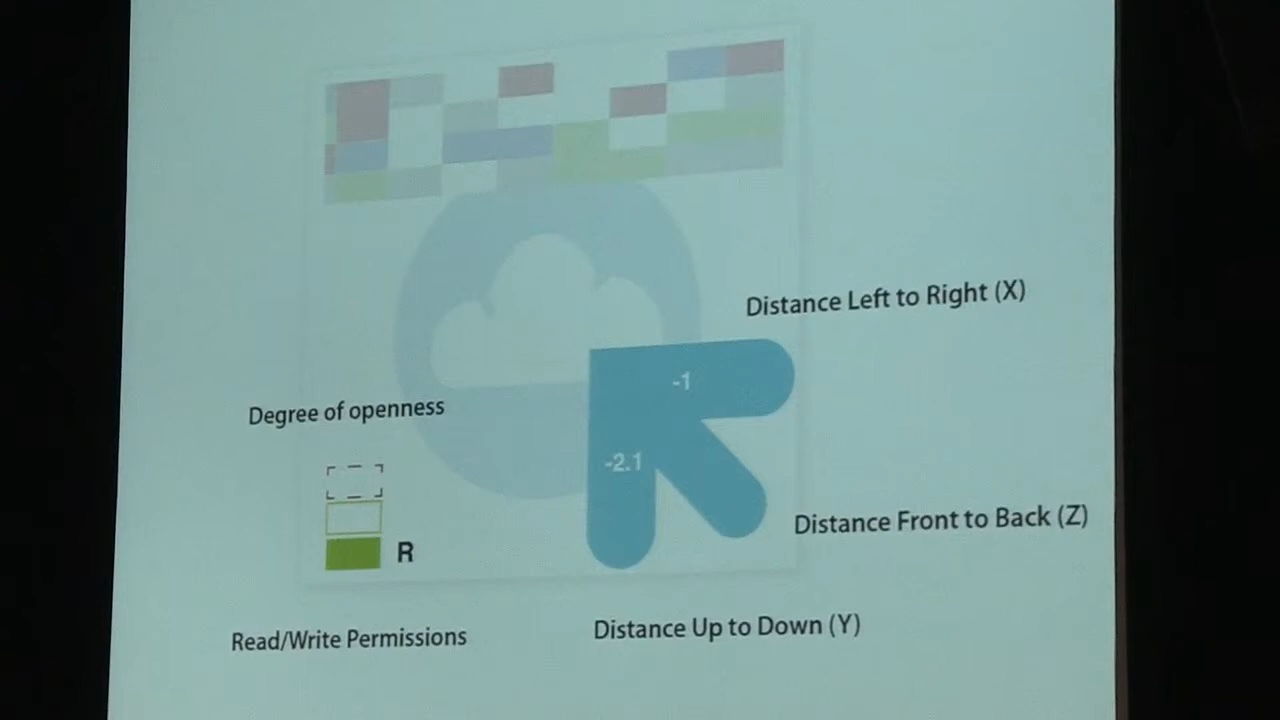 Distance Left to Right (X)
-1
Degree of openness
-2.1
Distance Front to Back (Z)
R
Distance Up to Down (Y)
Read/Write Permissions